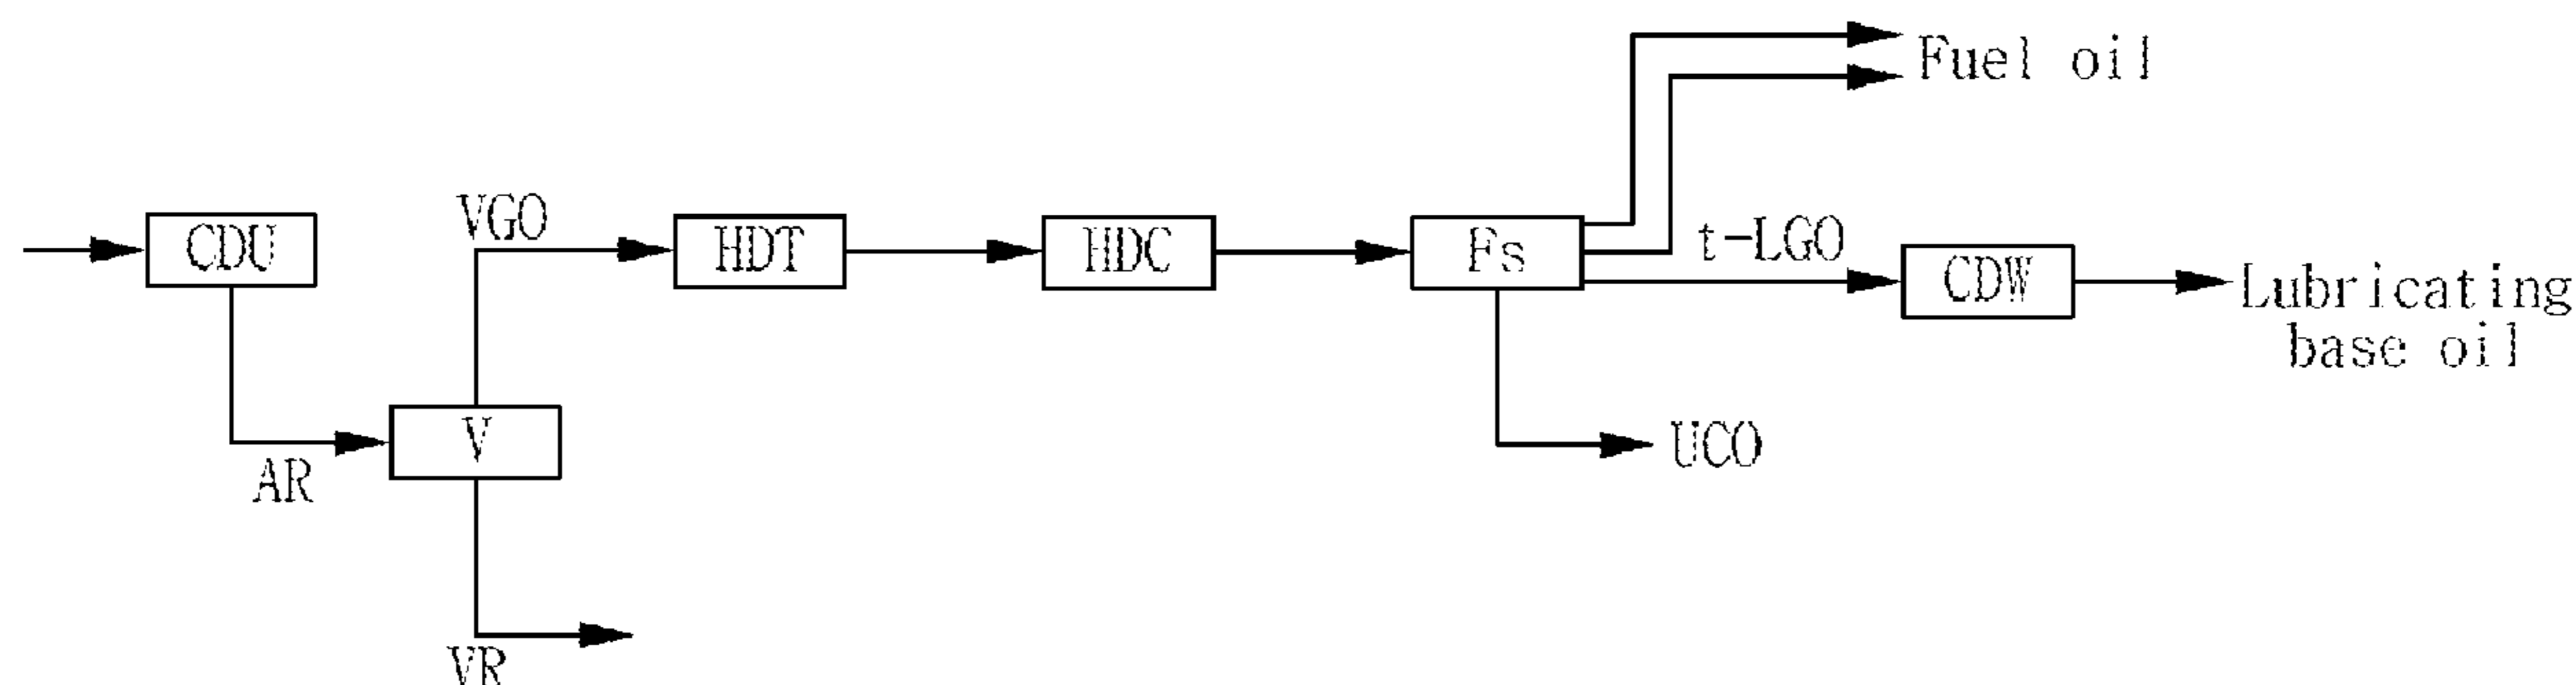 Fuel oil
VGO
CDU
HDT
HDC
Fs
t-LGO
CDW
Lubricating
base oil
V
AR
UCO
VR